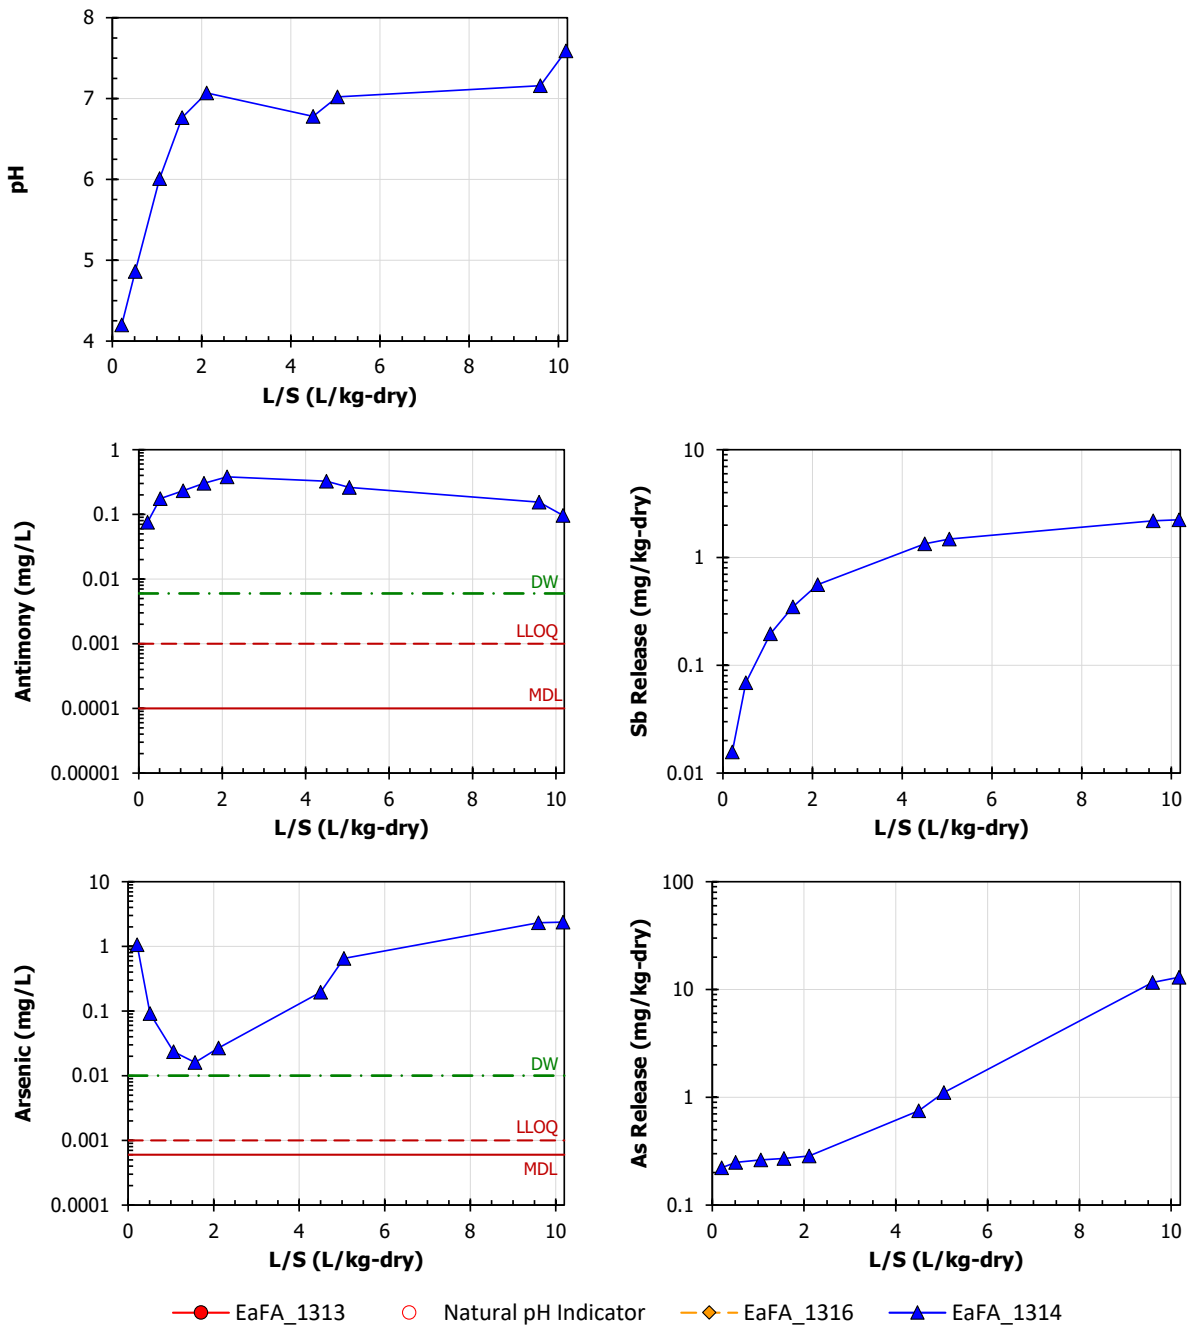 8
7
6
5
4
pH
0 2 4 6 8 10
L/S (L/kg-dry)
1
0.1
0.01
0.001
0.0001
0.00001
Antimony (mg/L)
DW
LLOQ
MDL
0 2 4 6 8 10
L/S (L/kg-dry)
10
1
0.1
0.01
Sb Release (mg/kg-dry)
0 2 4 6 8 10
L/S (L/kg-dry)
10
1
0.1
0.01
0.001
0.0001
Arsenic (mg/L)
DW
LLOQ
MDL
0 2 4 6 8 10
L/S (L/kg-dry)
100
10
1
0.1
As Release (mg/kg-dry)
0 2 4 6 8 10
L/S (L/kg-dry)
EaFA_1313 Natural pH Indicator EaFA_1316 EaFA_1314